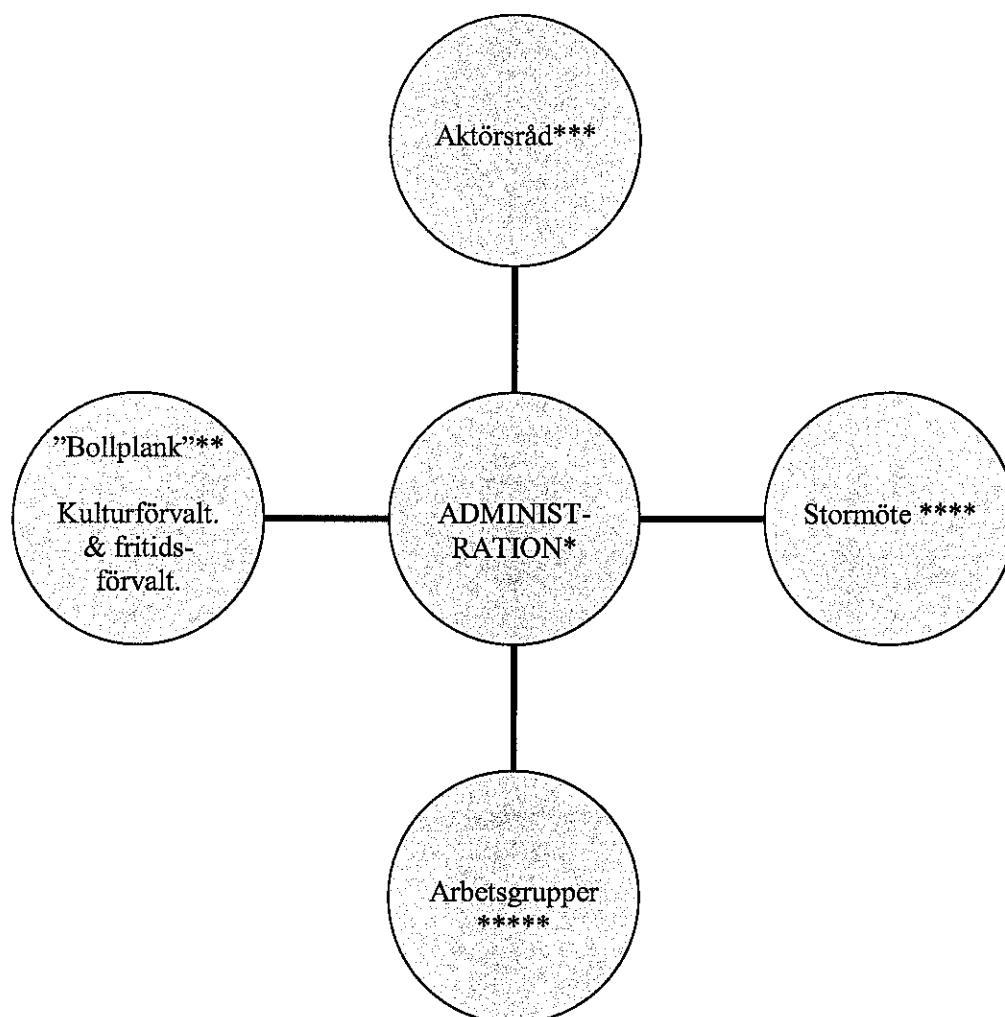 Aktörsråd***
”Bollplank”**
Kulturförvalt.
& fritids-
förvalt.
ADMINIST-
RATION*
Stormöte ****
Arbetsgrupper
*****